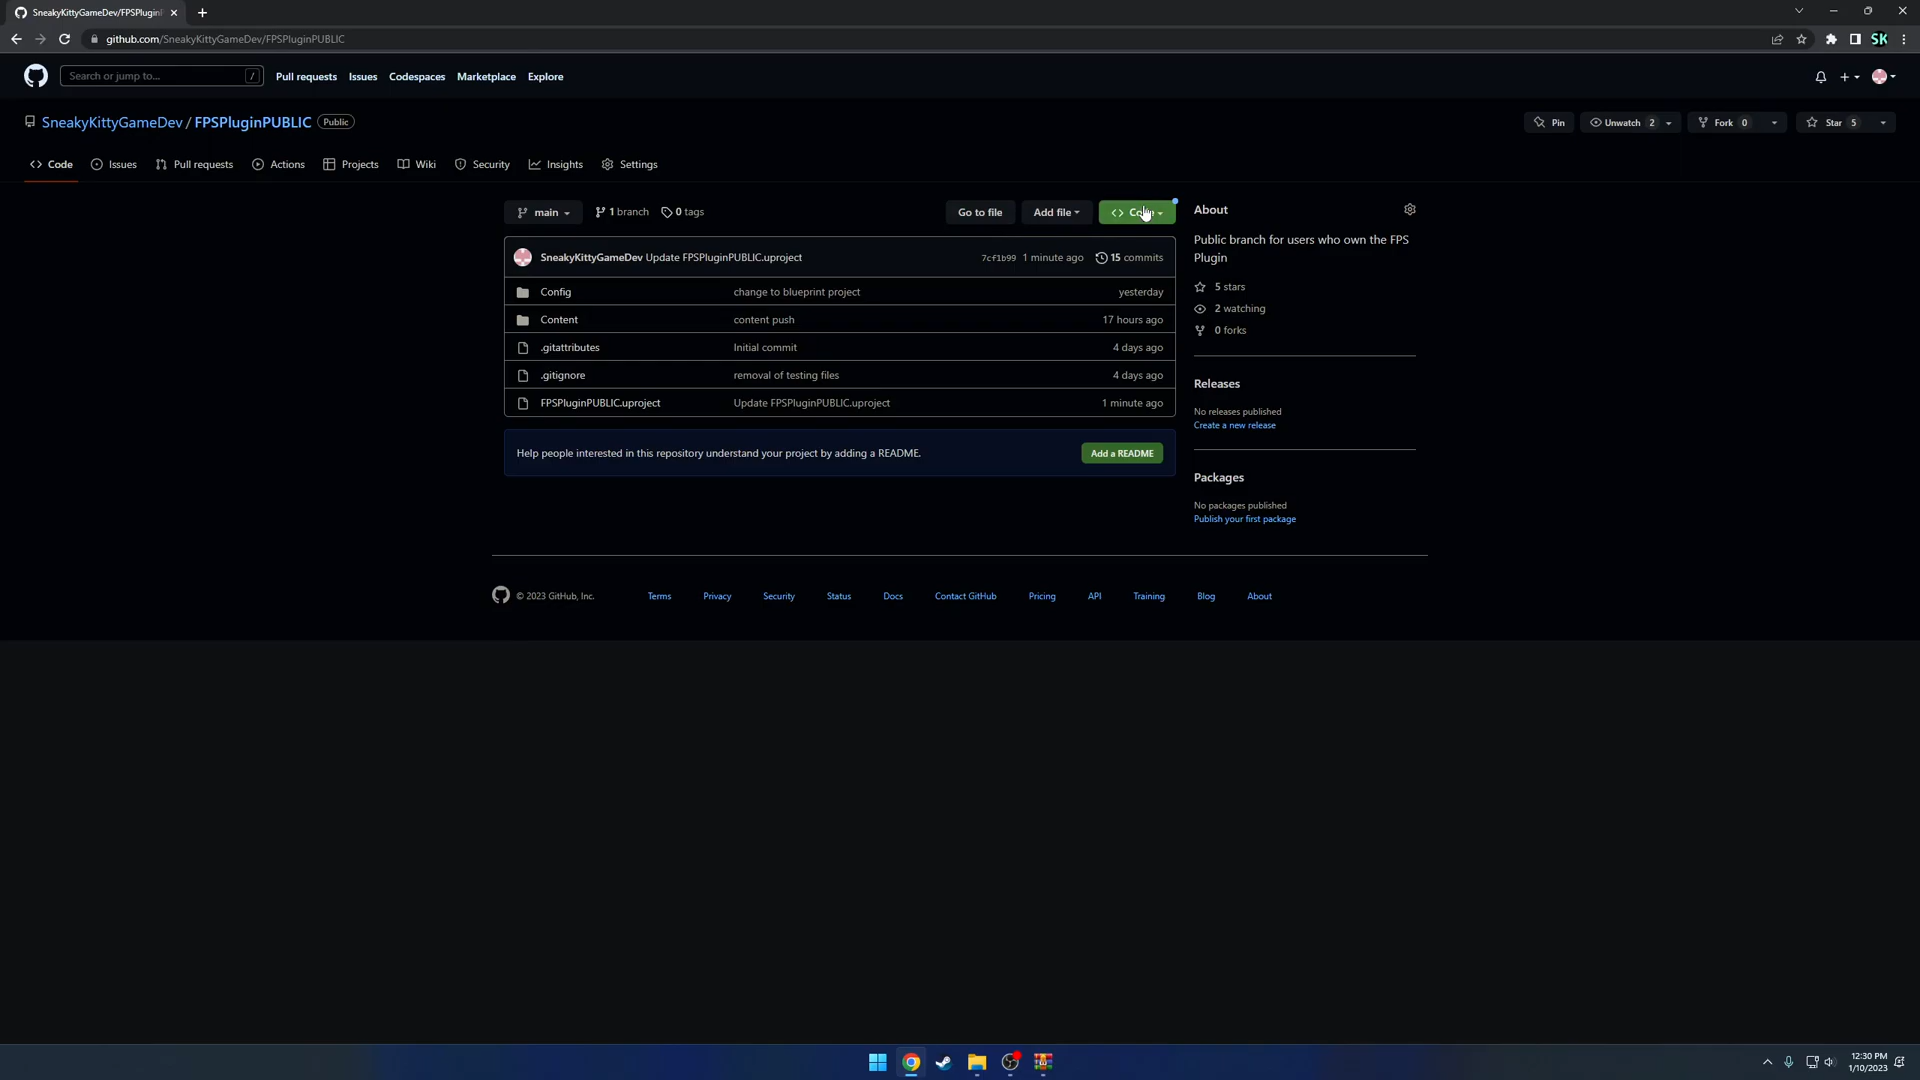 SneakyKittyGameDev/FPSPlugin
github.com/SneakyKittyGameDev/FPSPluginPUBLIC
SK
Search or jump to...
/
Pull requests
Issues
Codespaces
Marketplace
Explore
SneakyKittyGameDev / FPSPluginPUBLIC
Public
Pin
Unwatch 2
Fork 0
Star 5
Code
Issues
Pull requests
Actions
Projects
Wiki
Security
Insights
Settings
main
1 branch
0 tags
Go to file
Add file
About
SneakyKittyGameDev Update FPSPluginPUBLIC.uproject
7cf1b99 1 minute ago
15 commits
Config
change to blueprint project
yesterday
Content
content push
17 hours ago
.gitattributes
Initial commit
4 days ago
.gitignore
removal of testing files
4 days ago
FPSPluginPUBLIC.uproject
Update FPSPluginPUBLIC.uproject
1 minute ago
Help people interested in this repository understand your project by adding a README.
Add a README
Public branch for users who own the FPS
Plugin
5 stars
2 watching
0 forks
Releases
No releases published
Create a new release
Packages
No packages published
Publish your first package
© 2023 GitHub, Inc.
Terms
Privacy
Security
Status
Docs
Contact GitHub
Pricing
API
Training
Blog
About
12:30 PM
1/10/2023